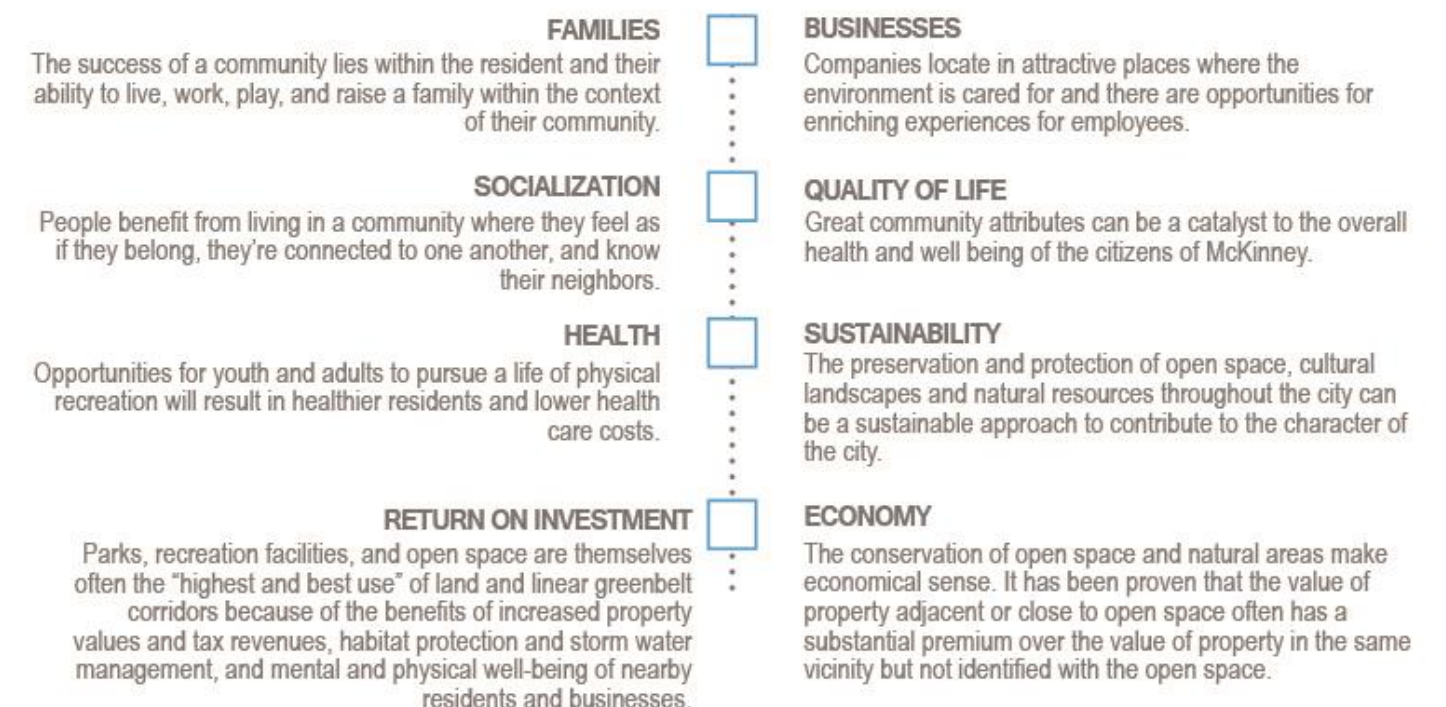 FAMILIES
The success of a community lies within the resident and their
ability to live, work, play, and raise a family within the context
of their community.
BUSINESSES
Companies locate in attractive places where the
environment is cared for and there are opportunities for
enriching experiences for employees.
SOCIALIZATION
People benefit from living in a community where they feel as
if they belong, they're connected to one another, and know
their neighbors.
QUALITY OF LIFE
Great community attributes can be a catalyst to the overall
health and well being of the citizens of McKinney.
HEALTH
Opportunities for youth and adults to pursue a life of physical
recreation will result in healthier residents and lower health
care costs.
SUSTAINABILITY
The preservation and protection of open space, cultural
landscapes and natural resources throughout the city can
be a sustainable approach to contribute to the character of
the city.
RETURN ON INVESTMENT
Parks, recreation facilities, and open space are themselves
often the “highest and best use” of land and linear greenbelt
corridors because of the benefits of increased property
values and tax revenues, habitat protection and storm water
management, and mental and physical well-being of nearby
residents and businesses.
ECONOMY
The conservation of open space and natural areas make
economical sense. It has been proven that the value of
property adjacent or close to open space often has a
substantial premium over the value of property in the same
vicinity but not identified with the open space.